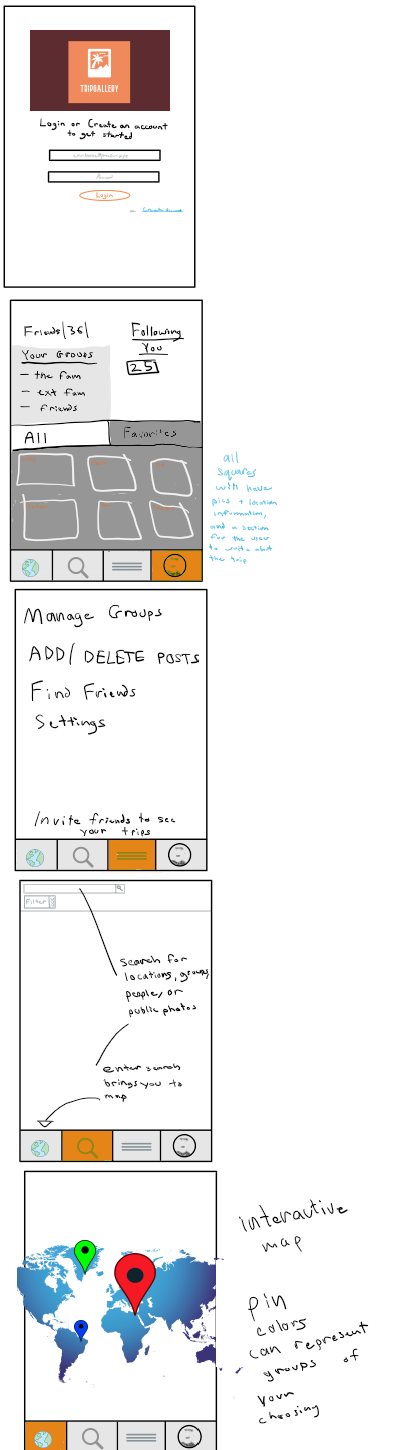 TRIPGALLERY
Login or Create an account
to get started
Login
Friends |36|
Following
You
25
Your Groups
- the fam
- ext fam
- friends
All
Favorites
all
squares
will have
pics + location
information,
and a section
for the user
to write abt
the trip
Manage Groups
ADD/ DELETE POSTS
Find Friends
Settings
Invite friends to see
your trips
Filter
search for
locations, groups,
people, or
public photos
enter search
brings you to
map
interactive
map
pin
colors
can represent
groups of
your
choosing